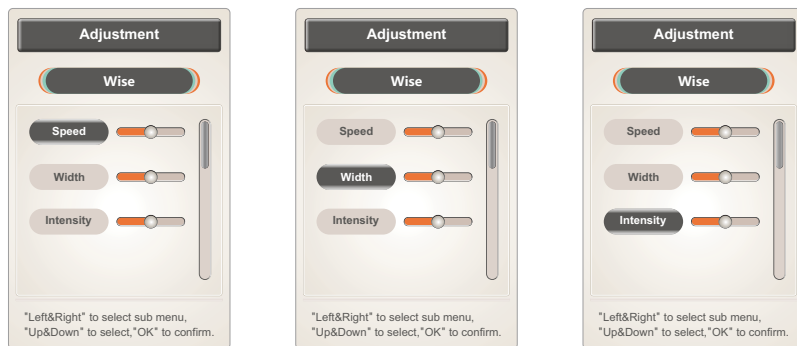 Adjustment
Wise
Speed
Width
Intensity
"Left&Right" to select sub menu,
"Up&Down" to select,"OK" to confirm.
Adjustment
Wise
Speed
Width
Intensity
"Left&Right" to select sub menu,
"Up&Down" to select,"OK" to confirm.
Adjustment
Wise
Speed
Width
Intensity
"Left&Right" to select sub menu,
"Up&Down" to select,"OK" to confirm.